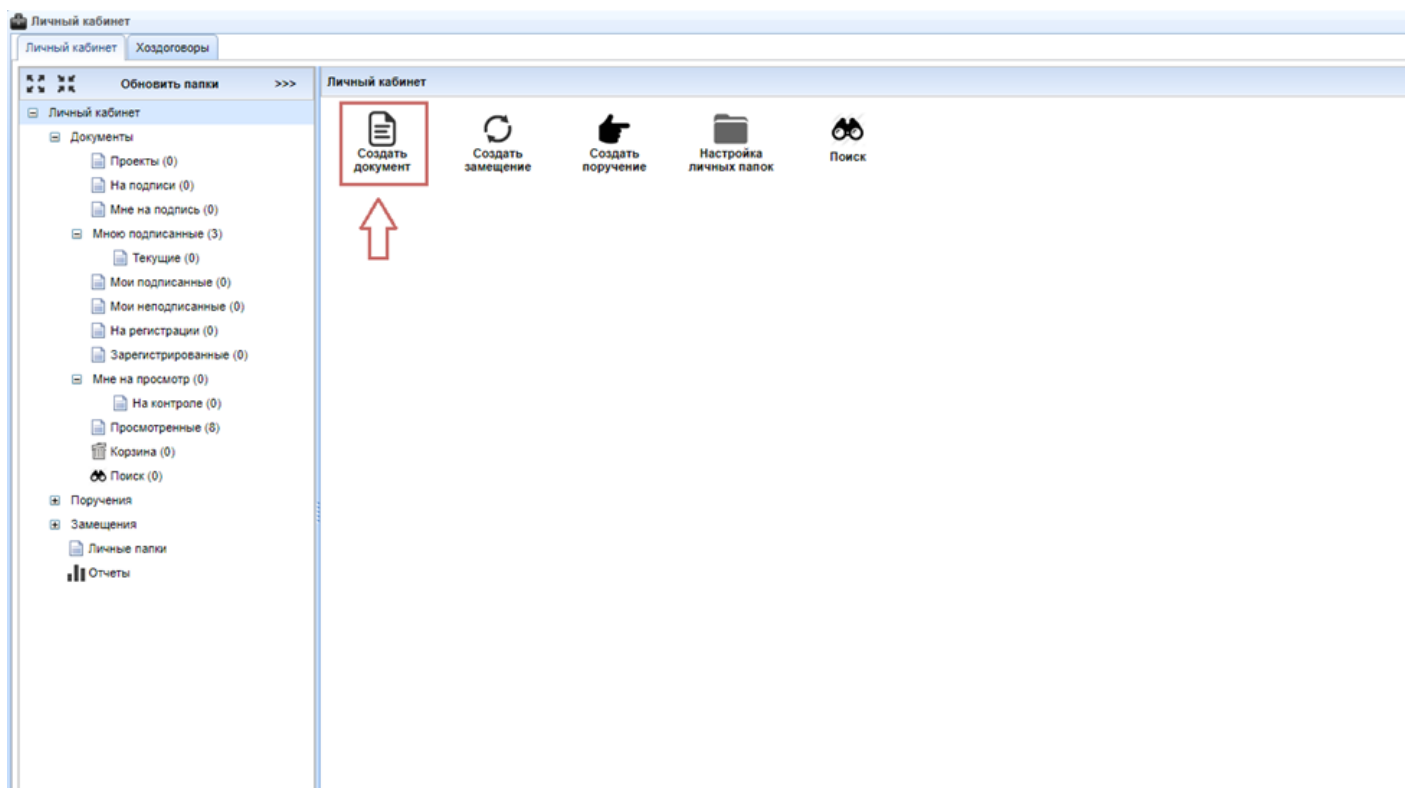 Личный кабинет
Личный кабинет Хоздоговоры
Обновить папки >>>
Личный кабинет
Документы
Проекты (0)
На подписи (0)
Мне на подпись (0)
Мною подписанные (3)
Текущие (0)
Мои подписанные (0)
Мои неподписанные (0)
На регистрации (0)
Зарегистрированные (0)
Мне на просмотр (0)
На контроле (0)
Просмотренные (8)
Корзина (0)
Поиск (0)
Поручения
Замещения
Личные папки
Отчеты
Личный кабинет
Создать
документ
Создать
замещение
Создать
поручение
Настройка
личных папок
Поиск